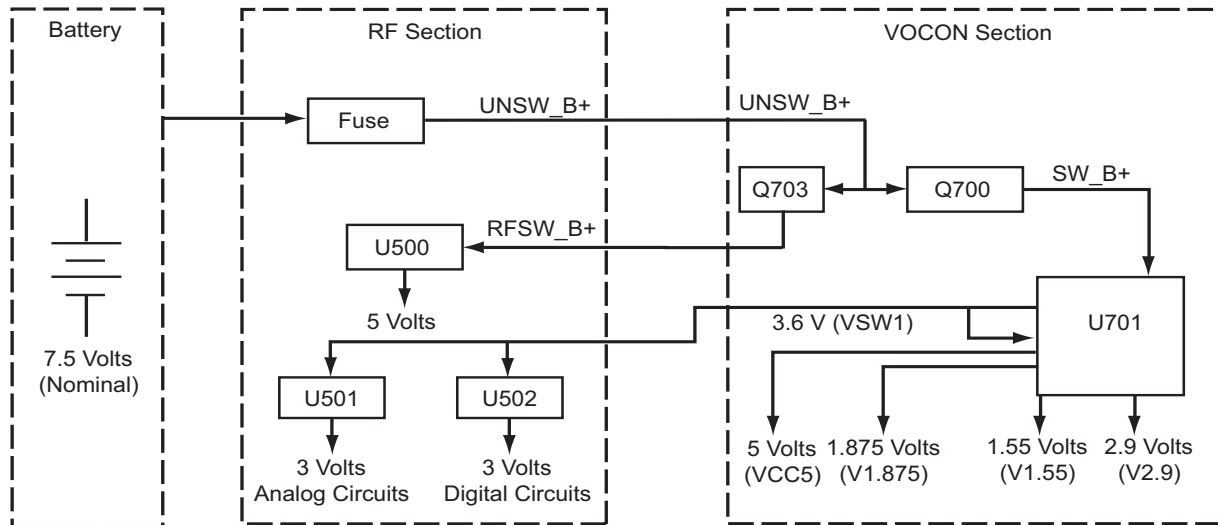 Battery
RF Section
VOCON Section
Fuse
UNSW_B+
UNSW_B+
Q703
Q700
SW_B+
RFSW_B+
U500
5 Volts
3.6 V (VSW1)
U701
7.5 Volts
(Nominal)
U501
U502
3 Volts
Analog Circuits
3 Volts
Digital Circuits
5 Volts
(VCC5)
1.875 Volts
(V1.875)
1.55 Volts
(V1.55)
2.9 Volts
(V2.9)